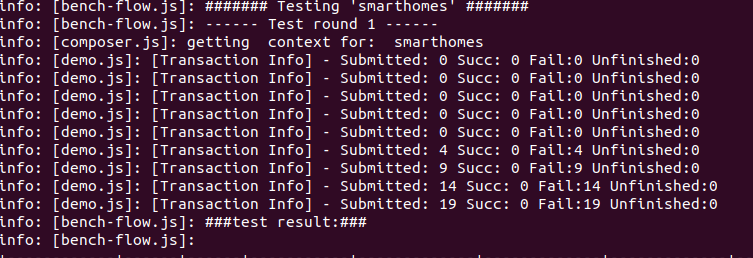 info: [bench-flow.js]: ####### Testing 'smarthomes' #######
info: [bench-flow.js]: ------ Test round 1 ------
info: [composer.js]: getting  context for:  smarthomes
info: [demo.js]: [Transaction Info] - Submitted: 0 Succ: 0 Fail:0 Unfinished:0
info: [demo.js]: [Transaction Info] - Submitted: 0 Succ: 0 Fail:0 Unfinished:0
info: [demo.js]: [Transaction Info] - Submitted: 0 Succ: 0 Fail:0 Unfinished:0
info: [demo.js]: [Transaction Info] - Submitted: 0 Succ: 0 Fail:0 Unfinished:0
info: [demo.js]: [Transaction Info] - Submitted: 0 Succ: 0 Fail:0 Unfinished:0
info: [demo.js]: [Transaction Info] - Submitted: 4 Succ: 0 Fail:4 Unfinished:0
info: [demo.js]: [Transaction Info] - Submitted: 9 Succ: 0 Fail:9 Unfinished:0
info: [demo.js]: [Transaction Info] - Submitted: 14 Succ: 0 Fail:14 Unfinished:0
info: [demo.js]: [Transaction Info] - Submitted: 19 Succ: 0 Fail:19 Unfinished:0
info: [bench-flow.js]: ###test result:###
info: [bench-flow.js]: